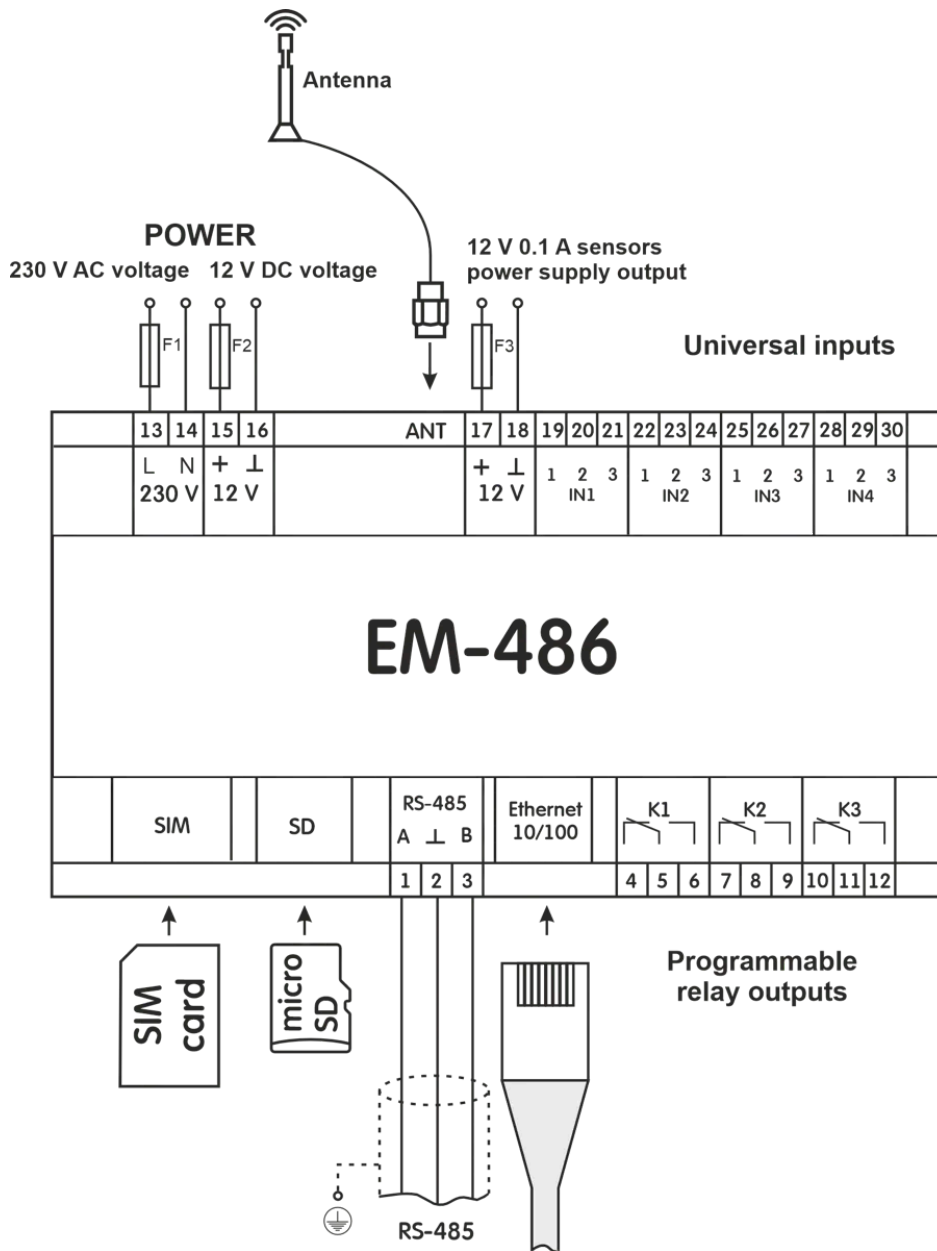 Antenna
POWER
230 V AC voltage 12 V DC voltage
12 V 0.1 A sensors
power supply output
F1
F2
F3
Universal inputs
13 14 15 16 ANT 17 18 19 20 21 22 23 24 25 26 27 28 29 30
L N + ⊥ + ⊥ 1 2 3 1 2 3 1 2 3 1 2 3
230 V 12 V 12 V IN1 IN2 IN3 IN4
EM-486
SIM
SD
RS-485
A ⊥ B
Ethernet
10/100
K1 K2 K3
1 2 3 4 5 6 7 8 9 10 11 12
SIM
card
micro
SD
Programmable
relay outputs
RS-485